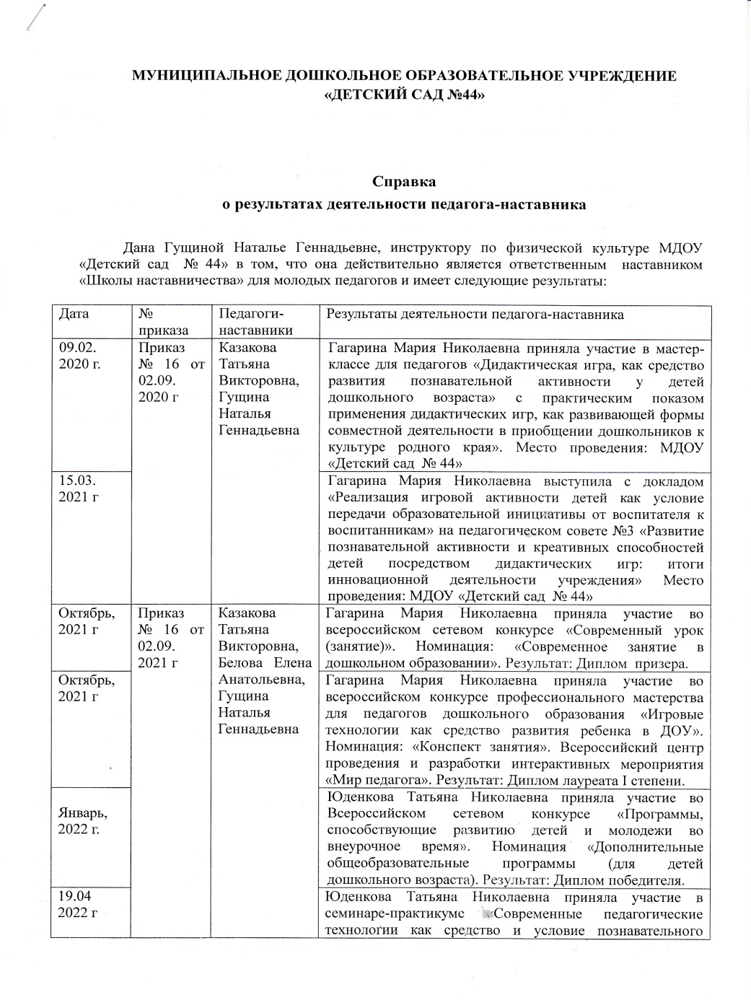 МУНИЦИПАЛЬНОЕ ДОШКОЛЬНОЕ ОБРАЗОВАТЕЛЬНОЕ УЧРЕЖДЕНИЕ
«ДЕТСКИЙ САД №44»
Справка
о результатах деятельности педагога-наставника
Дана Гущиной Наталье Геннадьевне, инструктору по физической культуре МДОУ
«Детский сад № 44» в том, что она действительно является ответственным наставником
«Школы наставничества» для молодых педагогов и имеет следующие результаты:
Дата
№
приказа
Педагоги-
наставники
Результаты деятельности педагога-наставника
09.02.
2020 г.
Приказ
№ 16 от
02.09.
2020 г
Казакова
Татьяна
Викторовна,
Гущина
Наталья
Геннадьевна
Гагарина Мария Николаевна приняла участие в мастер-
классе для педагогов «Дидактическая игра, как средство
развития познавательной активности у детей
дошкольного возраста» с практическим показом
применения дидактических игр, как развивающей формы
совместной деятельности в приобщении дошкольников к
культуре родного края». Место проведения: МДОУ
«Детский сад № 44»
15.03.
2021 г
Гагарина Мария Николаевна выступила с докладом
«Реализация игровой активности детей как условие
передачи образовательной инициативы от воспитателя к
воспитанникам» на педагогическом совете №3 «Развитие
познавательной активности и креативных способностей
детей посредством дидактических игр: итоги
инновационной деятельности учреждения» Место
проведения: МДОУ «Детский сад № 44»
Октябрь,
2021 г
Приказ
№ 16 от
02.09.
2021 г
Казакова
Татьяна
Викторовна,
Белова Елена
Анатольевна,
Гущина
Наталья
Геннадьевна
Гагарина Мария Николаевна приняла участие во
всероссийском сетевом конкурсе «Современный урок
(занятие)». Номинация: «Современное занятие в
дошкольном образовании». Результат: Диплом призера.
Октябрь,
2021 г
Гагарина Мария Николаевна приняла участие во
всероссийском конкурсе профессионального мастерства
для педагогов дошкольного образования «Игровые
технологии как средство развития ребенка в ДОУ».
Номинация: «Конспект занятия». Всероссийский центр
проведения и разработки интерактивных мероприятия
«Мир педагога». Результат: Диплом лауреата I степени.
Январь,
2022 г.
Юденкова Татьяна Николаевна приняла участие во
Всероссийском сетевом конкурсе «Программы,
способствующие развитию детей и молодежи во
внеурочное время». Номинация «Дополнительные
общеобразовательные программы (для детей
дошкольного возраста). Результат: Диплом победителя.
19.04
2022 г
Юденкова Татьяна Николаевна приняла участие в
семинаре-практикуме «Современные педагогические
технологии как средство и условие познавательного